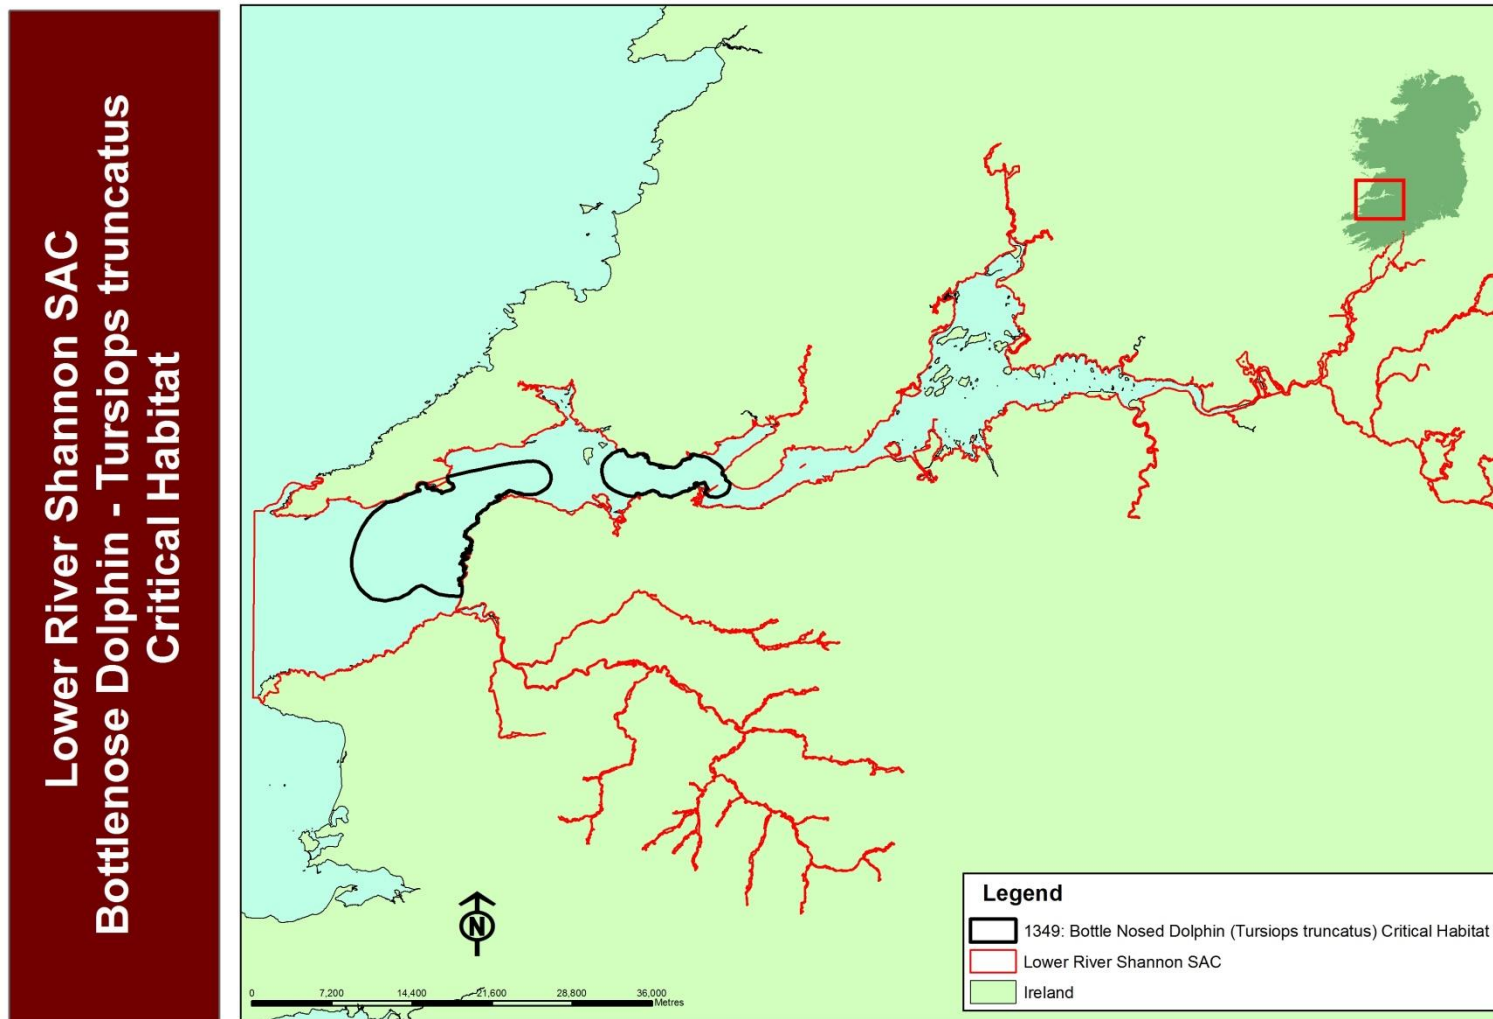 Lower River Shannon SAC
Bottlenose Dolphin - Tursiops truncatus
Critical Habitat
N
0 7,200 14,400 21,600 28,800 36,000
Metres
Legend
1349: Bottle Nosed Dolphin (Tursiops truncatus) Critical Habitat
Lower River Shannon SAC
Ireland